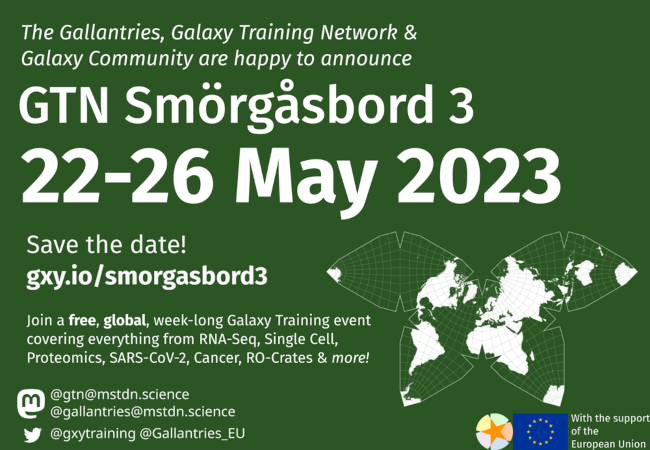 The Gallantries, Galaxy Training Network &
Galaxy Community are happy to announce
GTN Smörgåsbord 3
22-26 May 2023
Save the date!
gxy.io/smorgasbord3
Join a free, global, week-long Galaxy Training event
covering everything from RNA-Seq, Single Cell,
Proteomics, SARS-CoV-2, Cancer, RO-Crates & more!
@gtn@mstdn.science
@gallantries@mstdn.science
@gxytraining @Gallantries_EU
With the support
of the
European Union